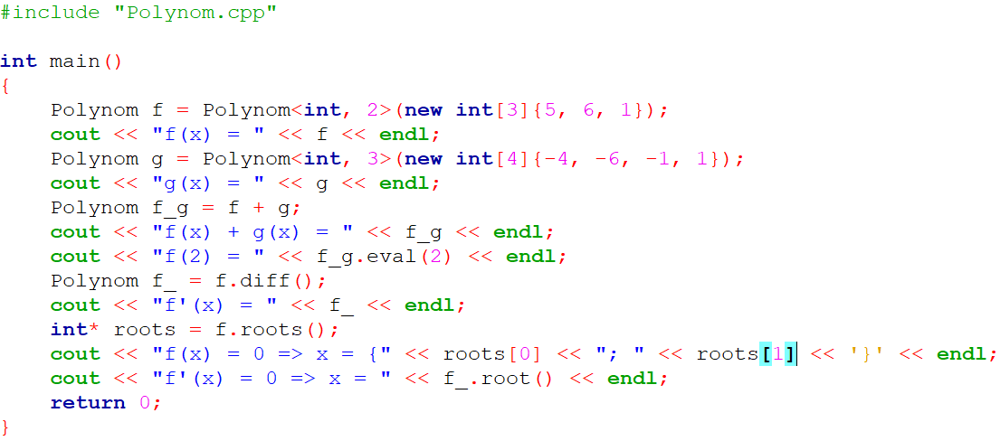 #include "Polynom.cpp"
int main()
{
    Polynom f = Polynom<int, 2>(new int[3]{5, 6, 1});
    cout << "f(x) = " << f << endl;
    Polynom g = Polynom<int, 3>(new int[4]{-4, -6, -1, 1});
    cout << "g(x) = " << g << endl;
    Polynom f_g = f + g;
    cout << "f(x) + g(x) = " << f_g << endl;
    cout << "f(2) = " << f_g.eval(2) << endl;
    Polynom f_ = f.diff();
    cout << "f'(x) = " << f_ << endl;
    int* roots = f.roots();
    cout << "f(x) = 0 => x = {" << roots[0] << "; " << roots[1] << '}' << endl;
    cout << "f'(x) = 0 => x = " << f_.root() << endl;
    return 0;
}